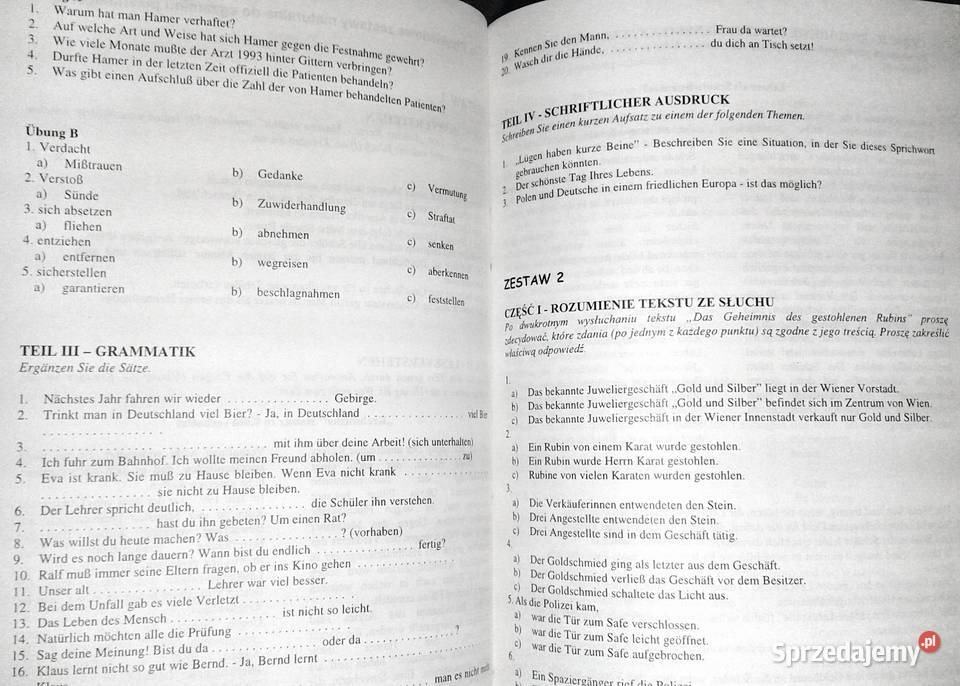 1. Warum hat man Hamer verhaftet?
2. Auf welche Art und Weise hat sich Hamer gegen die Festnahme gewehrt?
3. Wie viele Monate mußte der Arzt 1993 hinter Gittern verbringen?
4. Durfte Hamer in der letzten Zeit offiziell die Patienten behandeln?
5. Was gibt einen Aufschluß über die Zahl der von Hamer behandelten Patienten?
Übung B
1. Verdacht
a) Mißtrauen b) Gedanke c) Vermutung
2. Verstoß
a) Sünde b) Zuwiderhandlung c) Straftat
3. sich absetzen
a) fliehen b) abnehmen c) senken
4. entziehen
a) entfernen b) wegreisen c) aberkennen
5. sicherstellen
a) garantieren b) beschlagnahmen c) feststellen
TEIL III – GRAMMATIK
Ergänzen Sie die Sätze.
1. Nächstes Jahr fahren wir wieder . . . . . . . . . . . . . . . Gebirge.
2. Trinkt man in Deutschland viel Bier? - Ja, in Deutschland . . . . . . . . . . . . . . . viel Bier
. . . . . . . . . . . . . . . .
3. . . . . . . . . . . . . . . . . . . . . . . . . . . . . mit ihm über deine Arbeit! (sich unterhalten)
4. Ich fuhr zum Bahnhof. Ich wollte meinen Freund abholen. (um . . . . . . . . . . . . . zu)
5. Eva ist krank. Sie muß zu Hause bleiben. Wenn Eva nicht krank . . . . . . . . . . . . .
. . . . . . . . . . . . . . . sie nicht zu Hause bleiben.
6. Der Lehrer spricht deutlich, . . . . . . . . . . . . . . . . die Schüler ihn verstehen.
7. . . . . . . . . . . . . . . . hast du ihn gebeten? Um einen Rat?
8. Was willst du heute machen? Was . . . . . . . . . . . . . . . ? (vorhaben)
9. Wird es noch lange dauern? Wann bist du endlich . . . . . . . . . . . . . . fertig?
10. Ralf muß immer seine Eltern fragen, ob er ins Kino gehen . . . . . . . . . . . . . .
11. Unser alt . . . . . . . . . . . . . . . Lehrer war viel besser.
12. Bei dem Unfall gab es viele Verletzt . . . . . . . . . . . . . . .
13. Das Leben des Mensch . . . . . . . . . . . . . . ist nicht so leicht.
14. Natürlich möchten alle die Prüfung . . . . . . . . . . . . . . .
15. Sag deine Meinung! Bist du da . . . . . . . . . . . . . . oder da . . . . . . . . . . . . . ?
16. Klaus lernt nicht so gut wie Bernd. - Ja, Bernd lernt . . . . . . . . . . . . . . . . . . .
Klaus. man es nicht
19. Kennen Sie den Mann, . . . . . . . . . . . . . . . Frau da wartet?
20. Wasch dir die Hände, . . . . . . . . . . . . . . . du dich an Tisch setzt!
TEIL IV - SCHRIFTLICHER AUSDRUCK
Schreiben Sie einen kurzen Aufsatz zu einem der folgenden Themen.
1. „Lügen haben kurze Beine" - Beschreiben Sie eine Situation, in der Sie dieses Sprichwort
gebrauchen könnten.
2. Der schönste Tag Ihres Lebens.
3. Polen und Deutsche in einem friedlichen Europa - ist das möglich?
ZESTAW 2
CZĘŚĆ I - ROZUMIENIE TEKSTU ZE SŁUCHU
Po dwukrotnym wysłuchaniu tekstu „Das Geheimnis des gestohlenen Rubins" proszę
zdecydować, które zdania (po jednym z każdego punktu) są zgodne z jego treścią. Proszę zakreślić
właściwą odpowiedź.
1.
a) Das bekannte Juweliergeschäft „Gold und Silber" liegt in der Wiener Vorstadt.
b) Das bekannte Juweliergeschäft „Gold und Silber" befindet sich im Zentrum von Wien.
c) Das bekannte Juweliergeschäft in der Wiener Innenstadt verkauft nur Gold und Silber.
2.
a) Ein Rubin von einem Karat wurde gestohlen.
b) Ein Rubin wurde Herrn Karat gestohlen.
c) Rubine von vielen Karaten wurden gestohlen.
3.
a) Die Verkäuferinnen entwendeten den Stein.
b) Drei Angestellte entwendeten den Stein.
c) Drei Angestellte sind in dem Geschäft tätig.
4.
a) Der Goldschmied ging als letzter aus dem Geschäft.
b) Der Goldschmied verließ das Geschäft vor dem Besitzer.
c) Der Goldschmied schaltete das Licht aus.
5. Als die Polizei kam,
a) war die Tür zum Safe verschlossen.
b) war die Tür zum Safe leicht geöffnet.
c) war die Tür zum Safe aufgebrochen.
6.
a) Ein Spaziergänger rief die Polizei
Sprzedajemy.pl